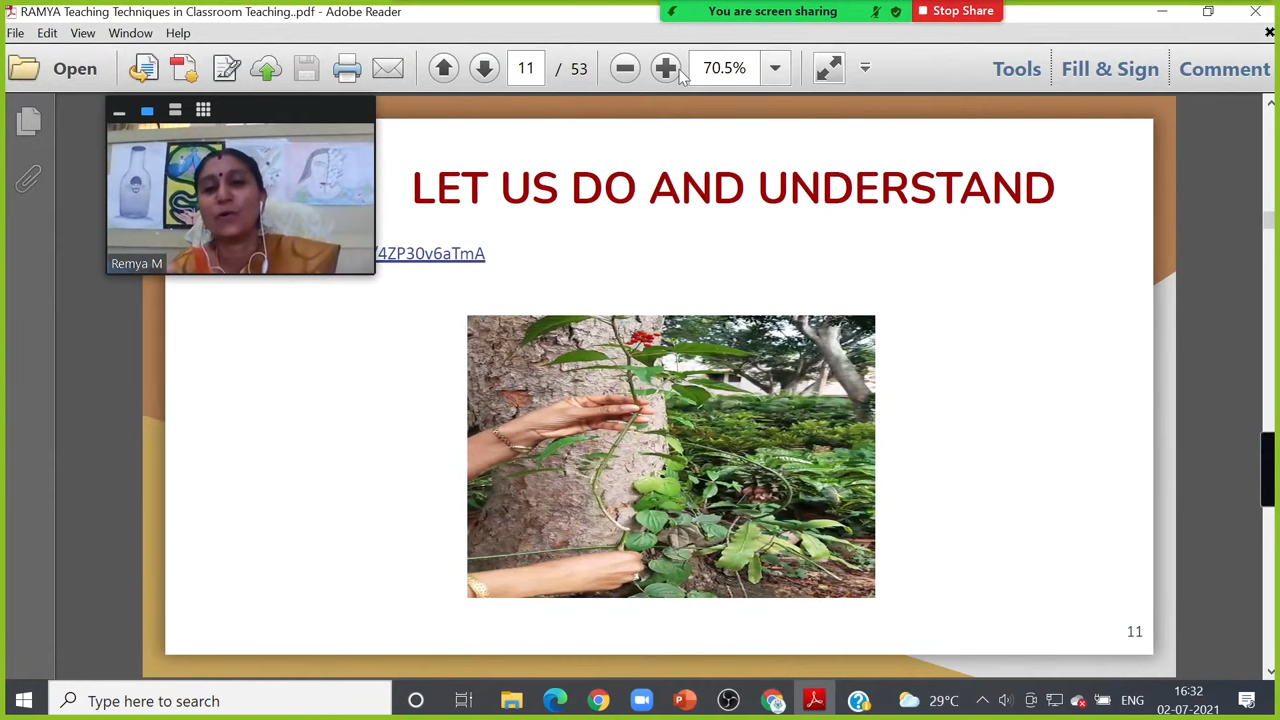 RAMYA Teaching Techniques in Classroom Teaching..pdf - Adobe Reader
You are screen sharing
Stop Share
File Edit View Window Help
Open
11 / 53
70.5%
Tools
Fill & Sign
Comment
LET US DO AND UNDERSTAND
/4ZP30v6aTmA
Remya M
11
Type here to search
29°C
ENG
16:32
02-07-2021